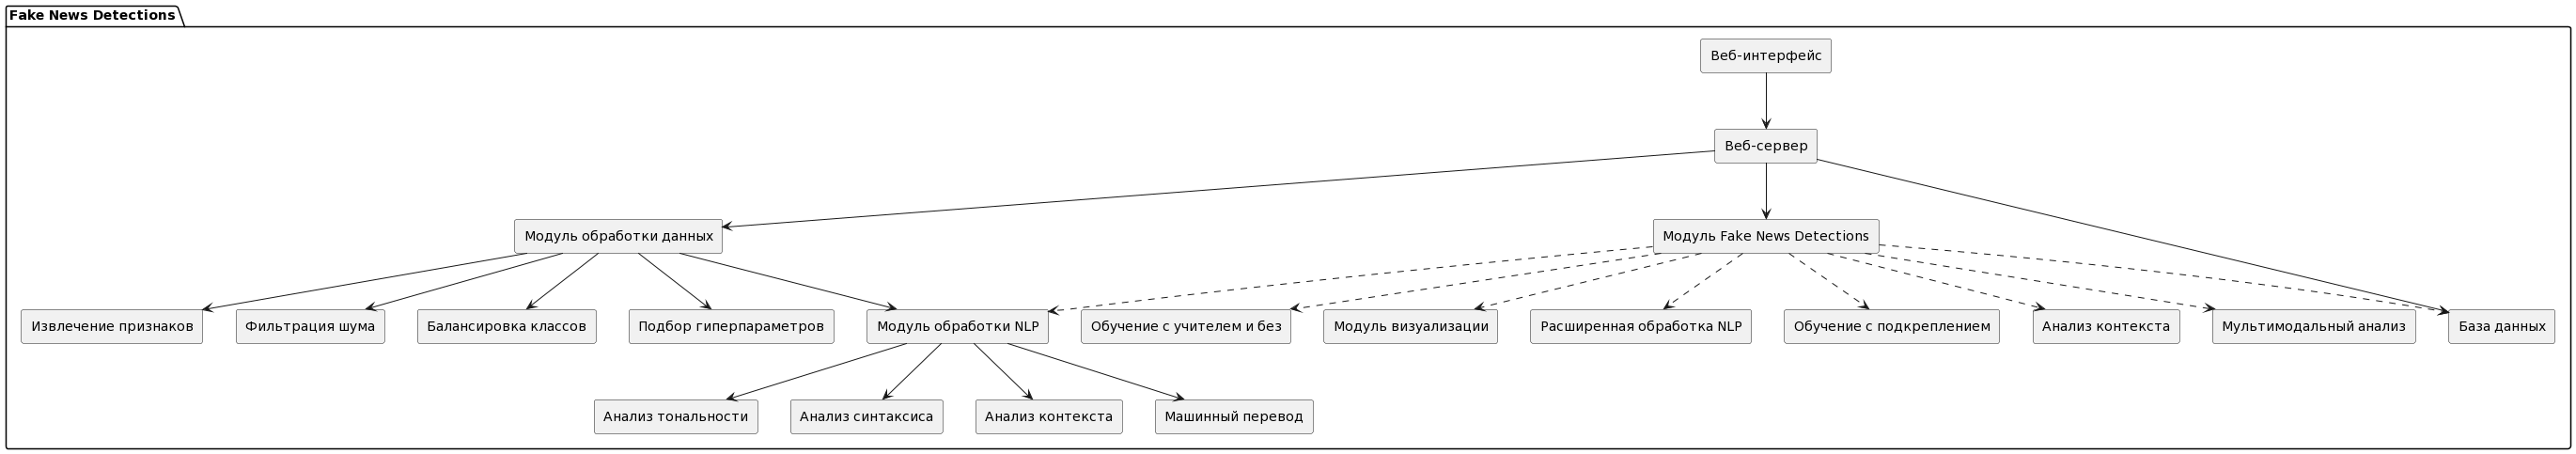 Fake News Detections
Веб-интерфейс
Веб-сервер
Модуль обработки данных
Модуль Fake News Detections
Извлечение признаков
Фильтрация шума
Балансировка классов
Подбор гиперпараметров
Модуль обработки NLP
Обучение с учителем и без
Модуль визуализации
Расширенная обработка NLP
Обучение с подкреплением
Анализ контекста
Мультимодальный анализ
База данных
Анализ тональности
Анализ синтаксиса
Анализ контекста
Машинный перевод